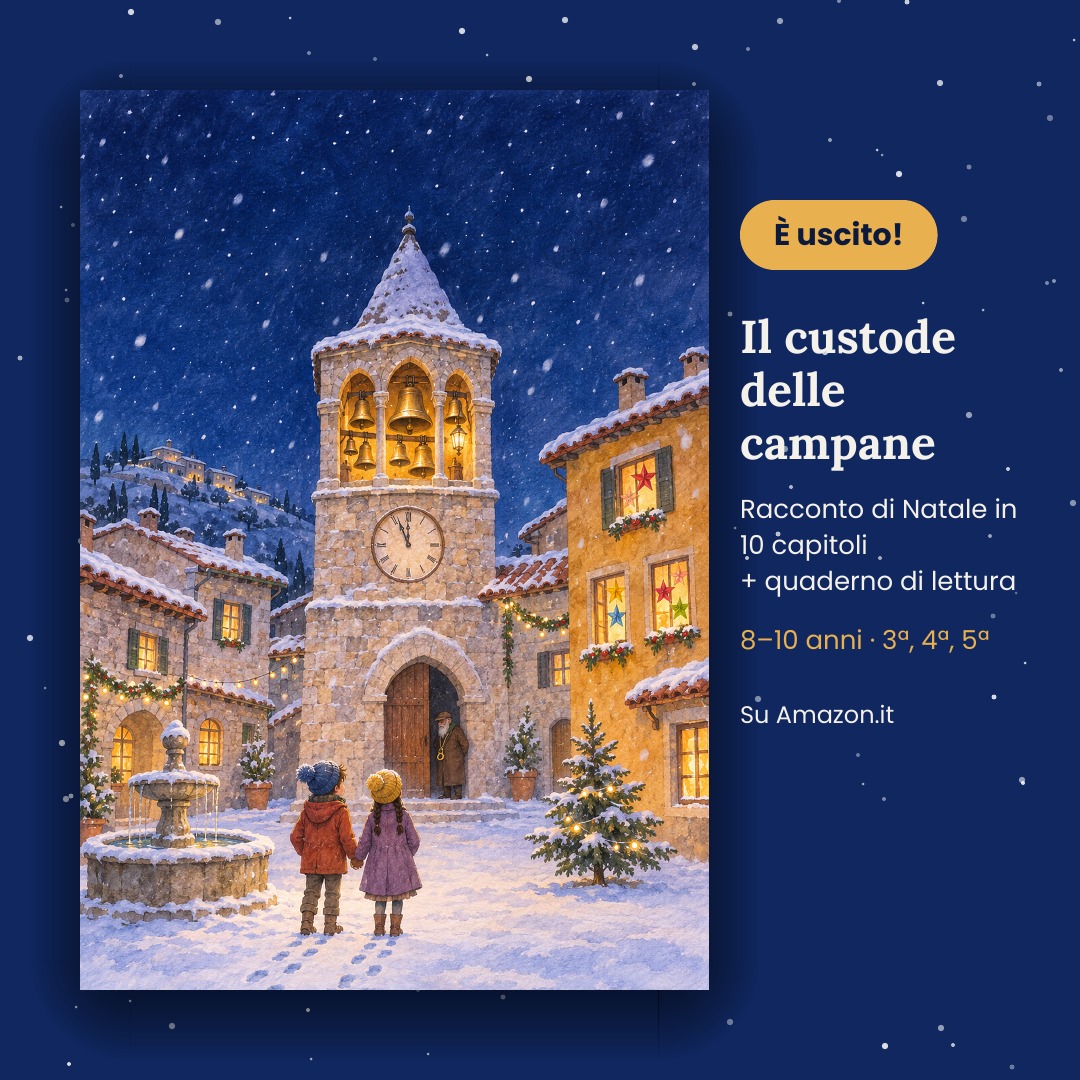 È uscito!
Il custode
delle
campane
Racconto di Natale in
10 capitoli
+ quaderno di lettura
8–10 anni · 3ª, 4ª, 5ª
Su Amazon.it